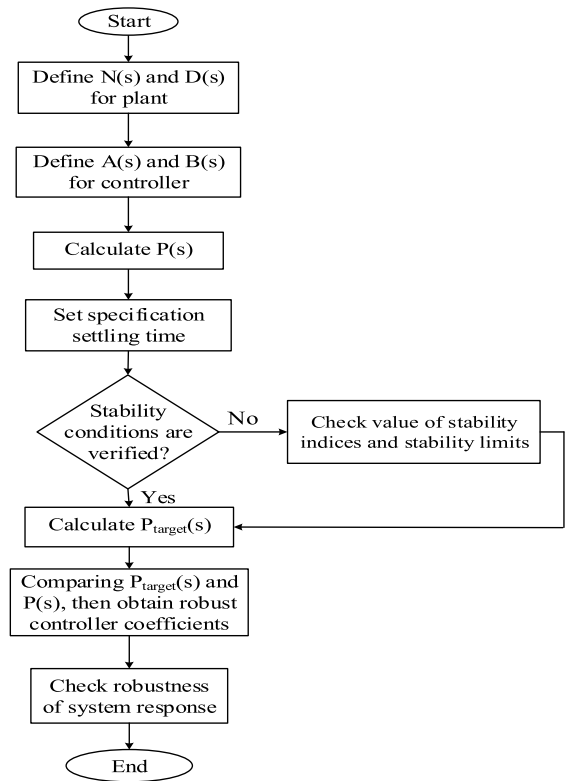 Start
Define N(s) and D(s)
for plant
Define A(s) and B(s)
for controller
Calculate P(s)
Set specification
settling time
Stability
conditions are
verified?
No
Check value of stability
indices and stability limits
Yes
Calculate Ptarget(s)
Comparing Ptarget(s) and
P(s), then obtain robust
controller coefficients
Check robustness
of system response
End